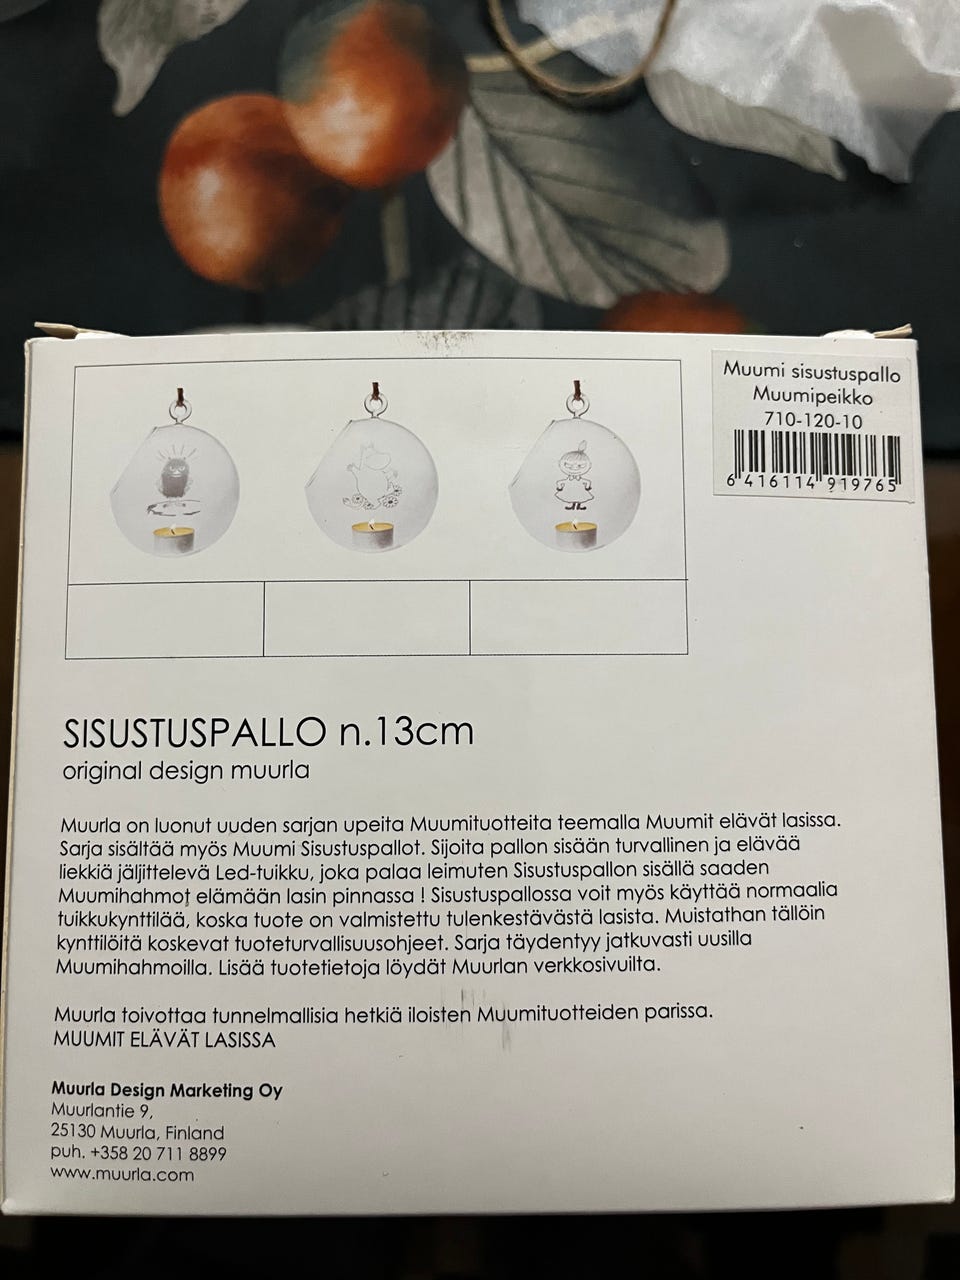 Muumi sisustuspallo
Muumipeikko
710-120-10
6 416114 919765
SISUSTUSPALLO n.13cm
original design muurla
Muurla on luonut uuden sarjan upeita Muumituotteita teemalla Muumit elävät lasissa.
Sarja sisältää myös Muumi Sisustuspallot. Sijoita pallon sisään turvallinen ja elävää
liekkiä jäljittelevä Led-tuikku, joka palaa leimuten Sisustuspallon sisällä saaden
Muumihahmot elämään lasin pinnassa ! Sisustuspallossa voit myös käyttää normaalia
tuikkukynttilää, koska tuote on valmistettu tulenkestävästä lasista. Muistathan tällöin
kynttilöitä koskevat tuoteturvallisuusohjeet. Sarja täydentyy jatkuvasti uusilla
Muumihahmoilla. Lisää tuotetietoja löydät Muurlan verkkosivuilta.
Muurla toivottaa tunnelmallisia hetkiä iloisten Muumituotteiden parissa.
MUUMIT ELÄVÄT LASISSA
Muurla Design Marketing Oy
Muurlantie 9,
25130 Muurla, Finland
puh. +358 20 711 8899
www.muurla.com